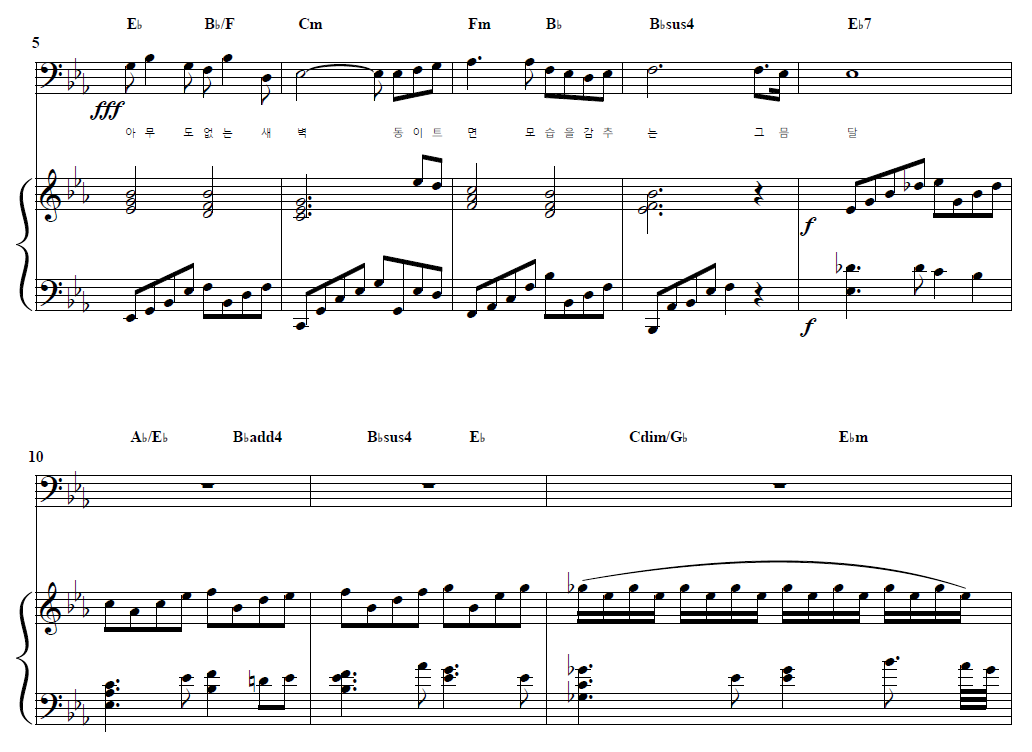 E♭ B♭/F Cm Fm B♭ B♭sus4 E♭7
5
fff
아 무 도 없 는 새 벽 동 이 트 면 모 습 을 감 추 는 그 믐 달
f
f
A♭/E♭ B♭add4 B♭sus4 E♭ Cdim/G♭ E♭m
10